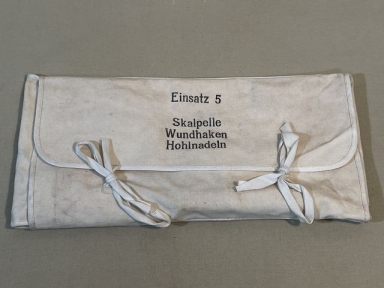 Einsatz 5
Skalpelle
Wundhaken
Hohlnadeln